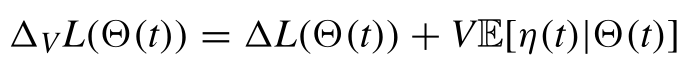 Δ_V L(Θ(t)) = ΔL(Θ(t)) + V𝔼[η(t)|Θ(t)]